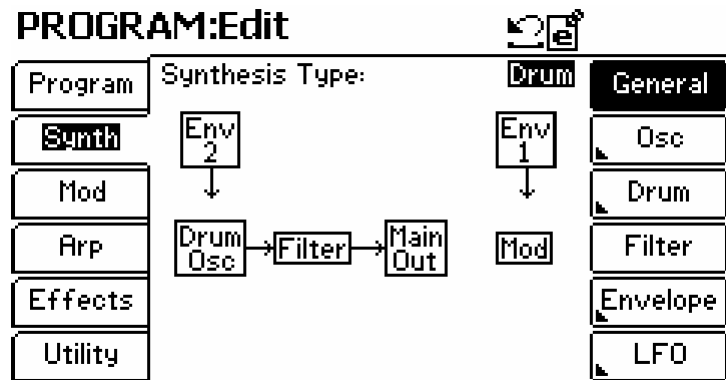 PROGRAM:Edit
e
Program
Synth
Mod
Arp
Effects
Utility
Synthesis Type: Drum
Env
2
Env
1
Drum
Osc
Filter
Main
Out
Mod
General
Osc
Drum
Filter
Envelope
LFO